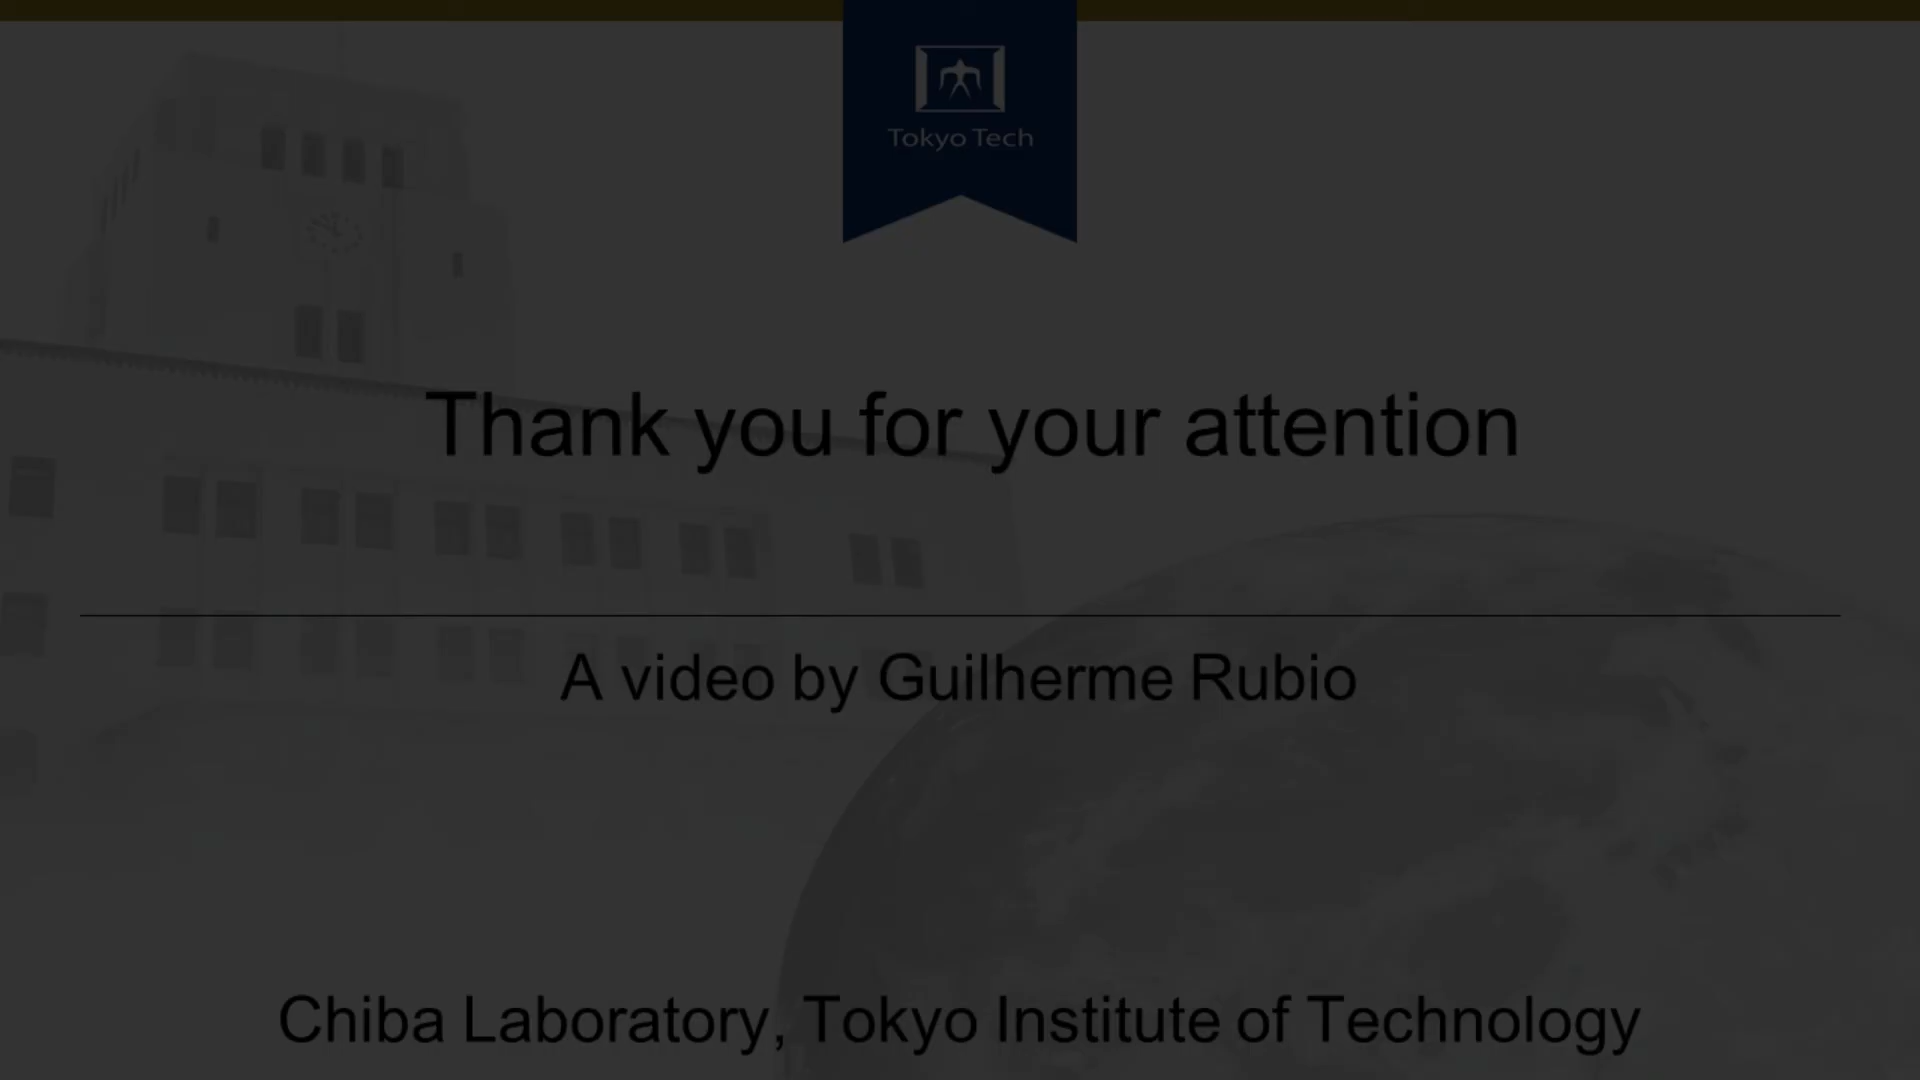 Tokyo Tech
Thank you for your attention
A video by Guilherme Rubio
Chiba Laboratory, Tokyo Institute of Technology